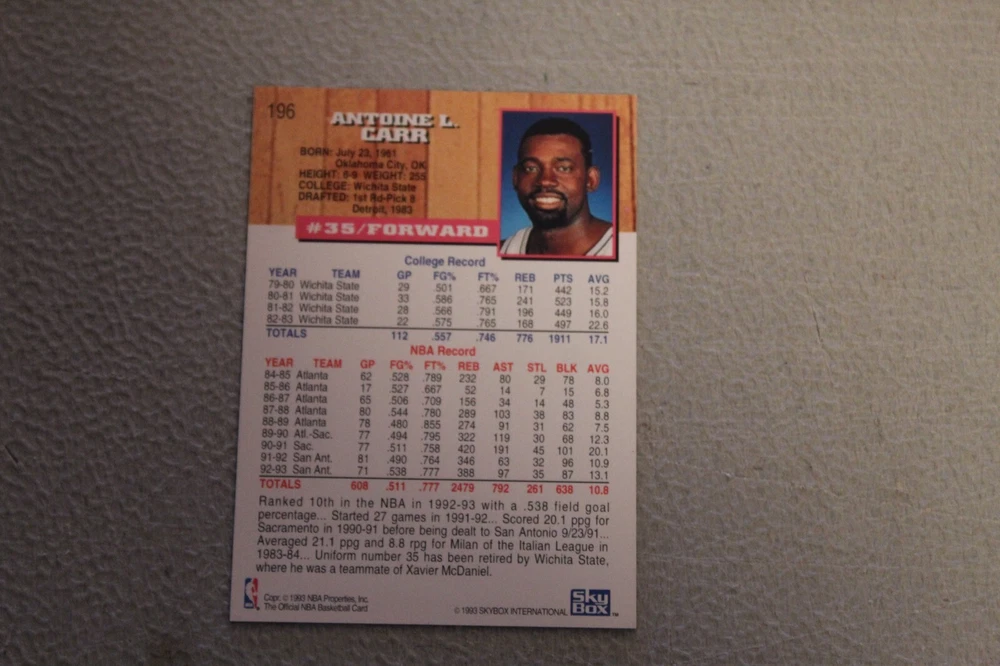 196
ANTOINE L.
CARR
BORN: July 23, 1961
Oklahoma City, OK
HEIGHT: 6-9 WEIGHT: 255
COLLEGE: Wichita State
DRAFTED: 1st Rd-Pick 8
Detroit, 1983
#35/FORWARD
College Record
YEAR TEAM GP FG% FT% REB PTS AVG
79-80 Wichita State 29 .501 .667 171 442 15.2
80-81 Wichita State 33 .586 .765 241 523 15.8
81-82 Wichita State 28 .566 .791 196 449 16.0
82-83 Wichita State 22 .575 .765 168 497 22.6
TOTALS 112 .557 .746 776 1911 17.1
NBA Record
YEAR TEAM GP FG% FT% REB AST STL BLK AVG
84-85 Atlanta 62 .528 .789 232 80 29 78 8.0
85-86 Atlanta 17 .527 .667 52 14 7 15 6.8
86-87 Atlanta 65 .506 .709 156 34 14 48 5.3
87-88 Atlanta 80 .544 .780 289 103 38 83 8.8
88-89 Atlanta 78 .480 .855 274 91 31 62 7.5
89-90 Atl.-Sac. 77 .494 .795 322 119 30 68 12.3
90-91 Sac. 77 .511 .758 420 191 45 101 20.1
91-92 San Ant. 81 .490 .764 346 63 32 96 10.9
92-93 San Ant. 71 .538 .777 388 97 35 87 13.1
TOTALS 608 .511 .777 2479 792 261 638 10.8
Ranked 10th in the NBA in 1992-93 with a .538 field goal
percentage... Started 27 games in 1991-92... Scored 20.1 ppg for
Sacramento in 1990-91 before being dealt to San Antonio 9/23/91...
Averaged 21.1 ppg and 8.8 rpg for Milan of the Italian League in
1983-84... Uniform number 35 has been retired by Wichita State,
where he was a teammate of Xavier McDaniel.
Copr. © 1993 NBA Properties, Inc.
The Official NBA Basketball Card
© 1993 SKYBOX INTERNATIONAL
Sky
Box
TM